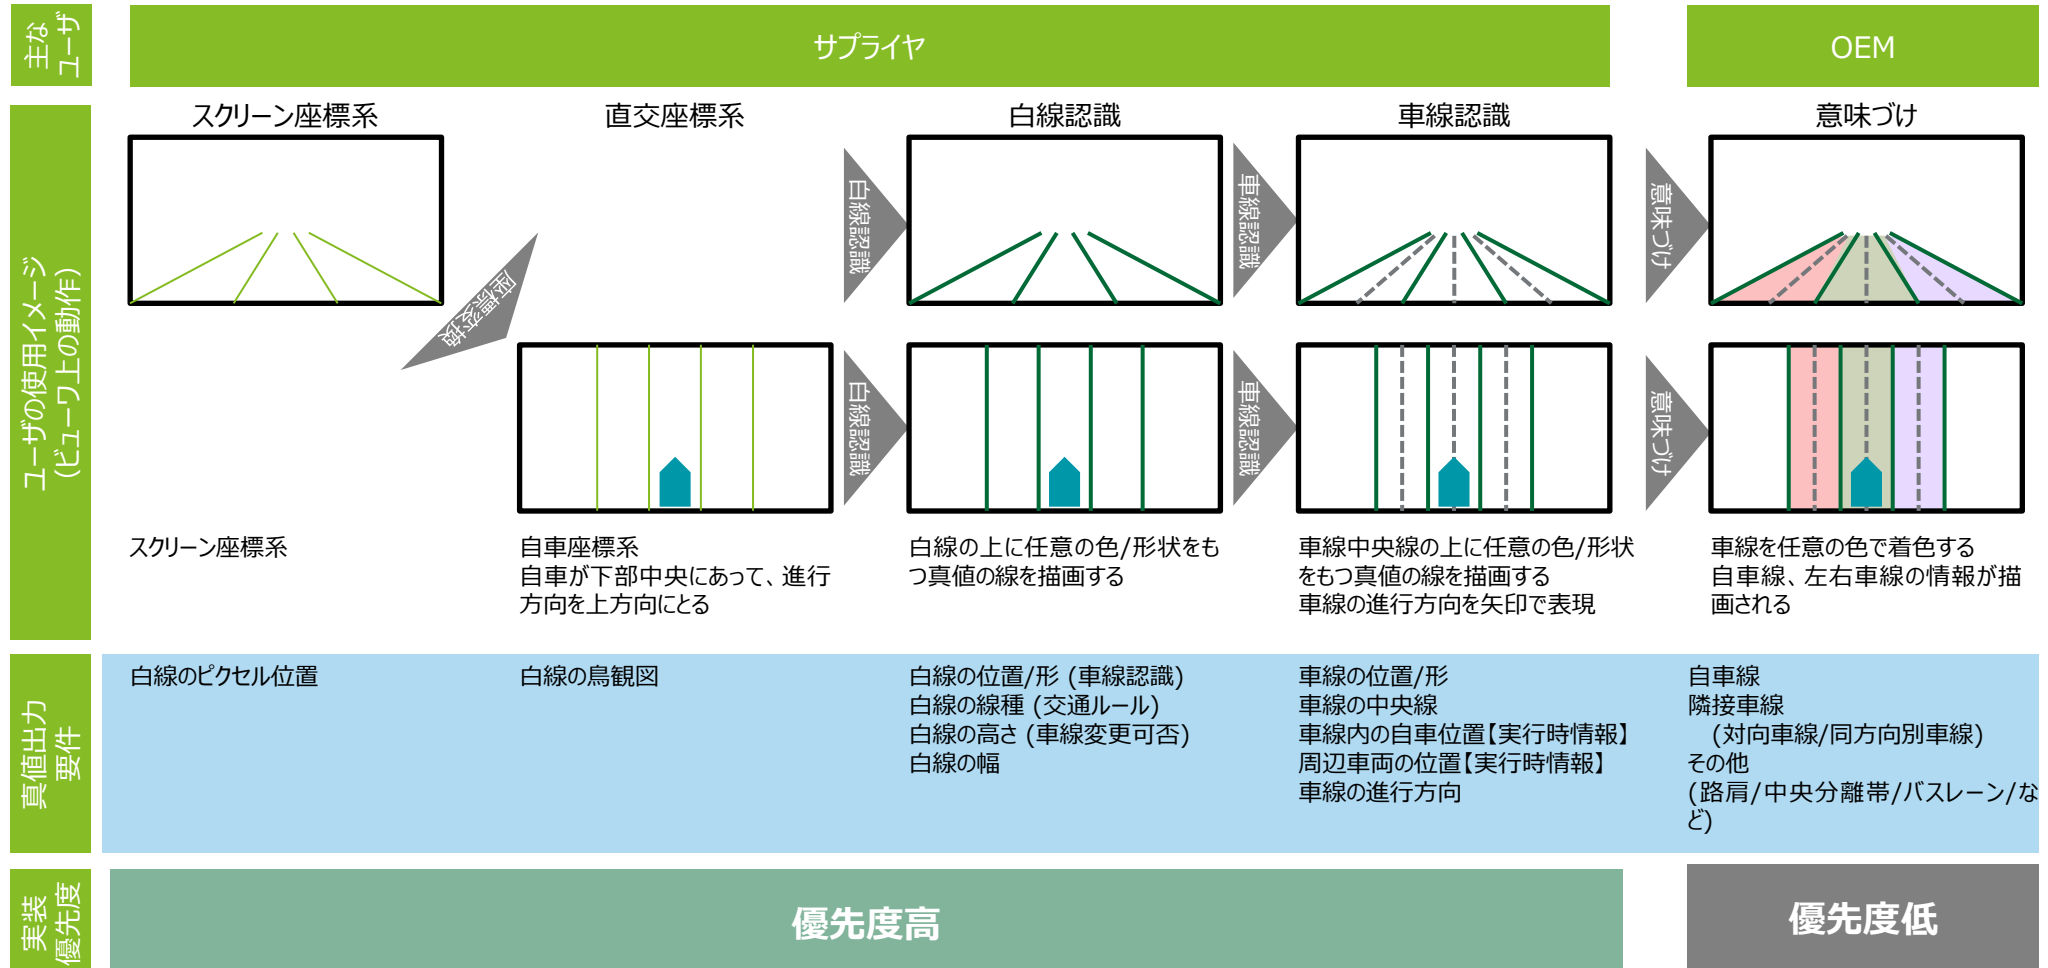 主な
ユーザ
サプライヤ
OEM
ユーザの使用イメージ
(ビューワ上の動作)
スクリーン座標系
直交座標系
白線認識
車線認識
意味づけ
座標変換
白線認識
車線認識
意味づけ
白線認識
車線認識
意味づけ
スクリーン座標系
自車座標系
自車が下部中央にあって、進行
方向を上方向にとる
白線の上に任意の色/形状をも
つ真値の線を描画する
車線中央線の上に任意の色/形状
をもつ真値の線を描画する
車線の進行方向を矢印で表現
車線を任意の色で着色する
自車線、左右車線の情報が描
画される
真値出力
要件
白線のピクセル位置
白線の鳥観図
白線の位置/形 (車線認識)
白線の線種 (交通ルール)
白線の高さ (車線変更可否)
白線の幅
車線の位置/形
車線の中央線
車線内の自車位置【実行時情報】
周辺車両の位置【実行時情報】
車線の進行方向
自車線
隣接車線
(対向車線/同方向別車線)
その他
(路肩/中央分離帯/バスレーン/な
ど)
実装
優先度
優先度高
優先度低